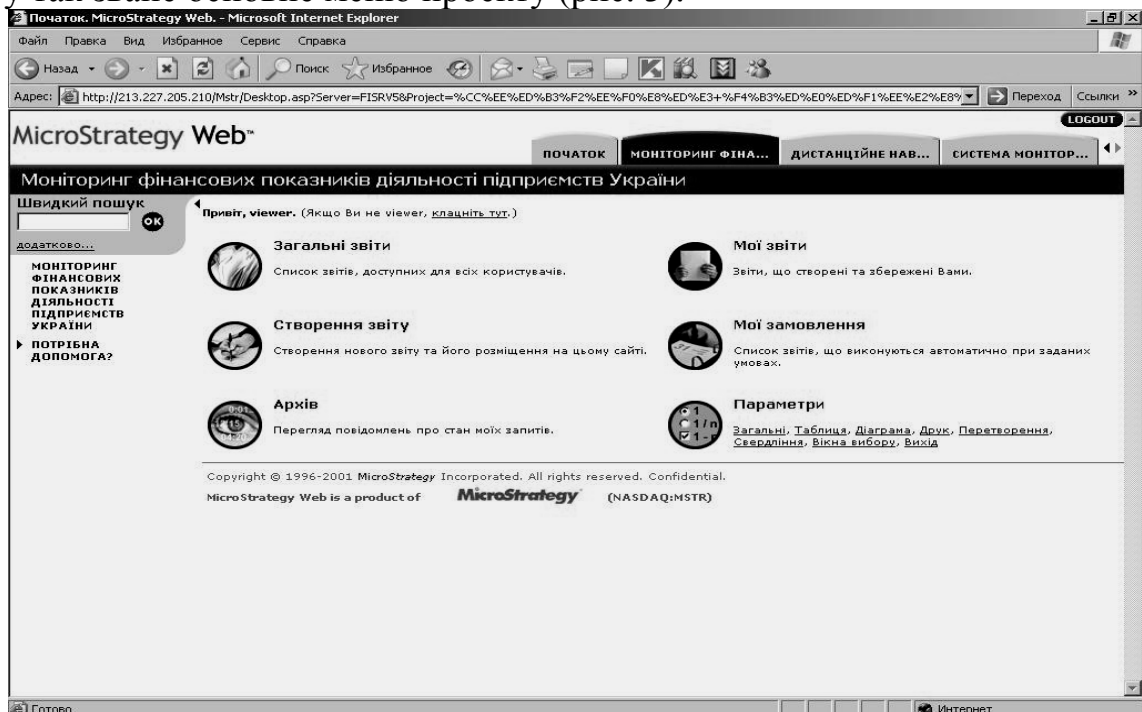 у так зване основне меню проекту (рис. 3).
Початок. MicroStrategy Web. - Microsoft Internet Explorer
Файл Правка Вид Избранное Сервис Справка
Назад Поиск Избранное
Адрес: http://213.227.205.210/Mstr/Desktop.asp?Server=FISRV5&Project=%CC%EE%ED%B3%F2%EE%F0%E8%ED%E3+%F4%B3%ED%E0%ED%F1%EE%E2%E8% Переход Ссылки »
LOGOUT
MicroStrategy Web™
ПОЧАТОК МОНІТОРИНГ ФІНА... ДИСТАНЦІЙНЕ НАВ... СИСТЕМА МОНІТОР...
Моніторинг фінансових показників діяльності підприємств України
Швидкий пошук
OK
додатково...
МОНІТОРИНГ
ФІНАНСОВИХ
ПОКАЗНИКІВ
ДІЯЛЬНОСТІ
ПІДПРИЄМСТВ
УКРАЇНИ
ПОТРІБНА
ДОПОМОГА?
Привіт, viewer. (Якщо Ви не viewer, клацніть тут.)
Загальні звіти
Список звітів, доступних для всіх користувачів.
Мої звіти
Звіти, що створені та збережені Вами.
Створення звіту
Створення нового звіту та його розміщення на цьому сайті.
Мої замовлення
Список звітів, що виконуються автоматично при заданих
умовах.
Архів
Перегляд повідомлень про стан моїх запитів.
Параметри
Загальні, Таблиця, Діаграма, Друк, Перетворення,
Свердління, Вікна вибору, Вихід
Copyright © 1996-2001 MicroStrategy Incorporated. All rights reserved. Confidential.
MicroStrategy Web is a product of MicroStrategy (NASDAQ:MSTR)
Готово Интернет